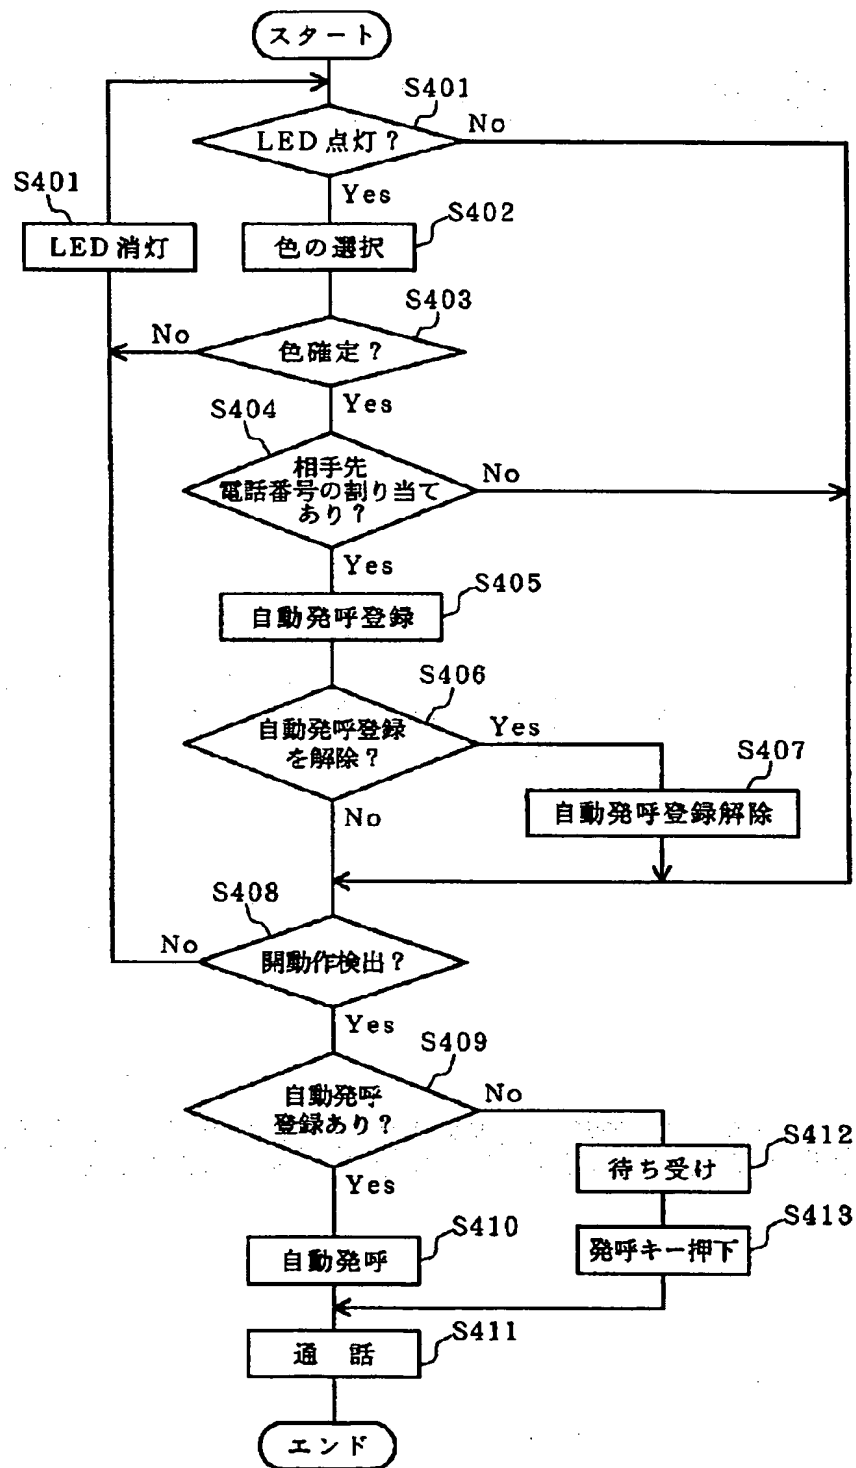 スタート
S401
LED点灯?
No
Yes
S401
LED消灯
S402
色の選択
S403
色確定?
No
Yes
S404
相手先
電話番号の割り当て
あり?
No
Yes
S405
自動発呼登録
S406
自動発呼登録
を解除?
Yes
No
S407
自動発呼登録解除
S408
開動作検出?
No
Yes
S409
自動発呼
登録あり?
No
Yes
S412
待ち受け
S413
発呼キー押下
S410
自動発呼
S411
通 話
エンド